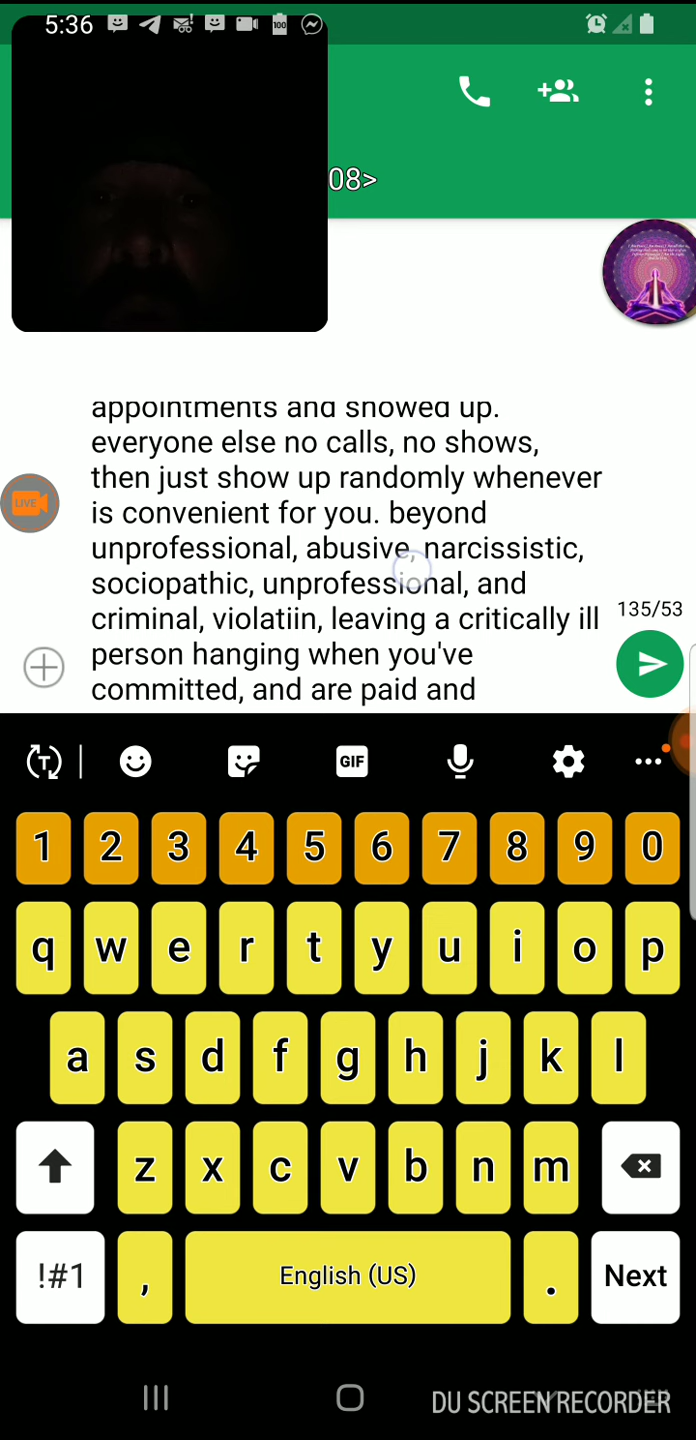 5:36
100
08>
appointments and showed up.
everyone else no calls, no shows,
then just show up randomly whenever
is convenient for you. beyond
unprofessional, abusive, narcissistic,
sociopathic, unprofessional, and
criminal, violatiin, leaving a critically ill
person hanging when you've
committed, and are paid and
LIVE
135/53
T
GIF
1 2 3 4 5 6 7 8 9 0
q w e r t y u i o p
a s d f g h j k l
z x c v b n m
!#1 , English (US) . Next
DU SCREEN RECORDER